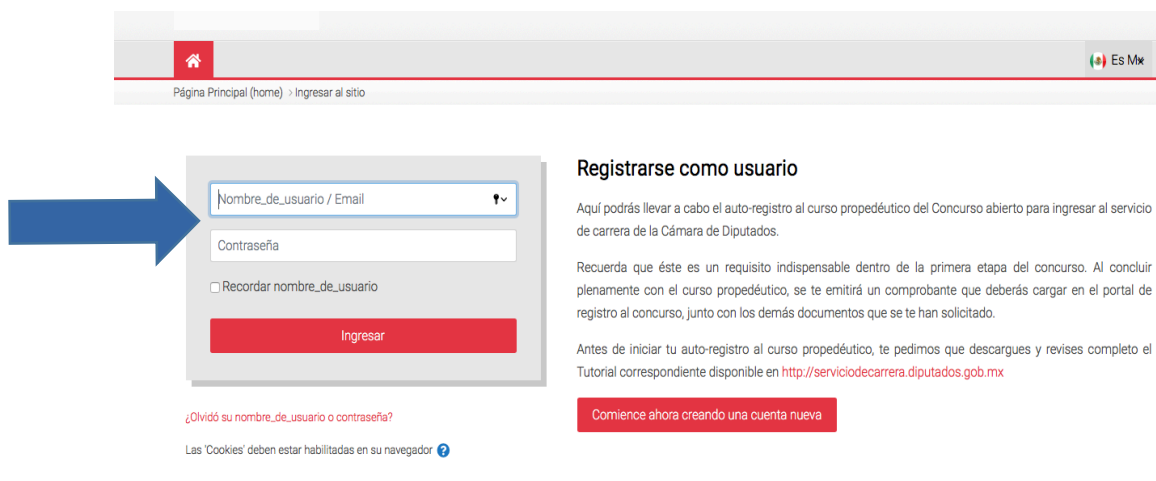 Es Mx
Página Principal (home) > Ingresar al sitio
Nombre_de_usuario / Email
Contraseña
Recordar nombre_de_usuario
Ingresar
¿Olvidó su nombre_de_usuario o contraseña?
Las 'Cookies' deben estar habilitadas en su navegador ?
Registrarse como usuario
Aquí podrás llevar a cabo el auto-registro al curso propedéutico del Concurso abierto para ingresar al servicio
de carrera de la Cámara de Diputados.
Recuerda que éste es un requisito indispensable dentro de la primera etapa del concurso. Al concluir
plenamente con el curso propedéutico, se te emitirá un comprobante que deberás cargar en el portal de
registro al concurso, junto con los demás documentos que se te han solicitado.
Antes de iniciar tu auto-registro al curso propedéutico, te pedimos que descargues y revises completo el
Tutorial correspondiente disponible en http://serviciodecarrera.diputados.gob.mx
Comience ahora creando una cuenta nueva